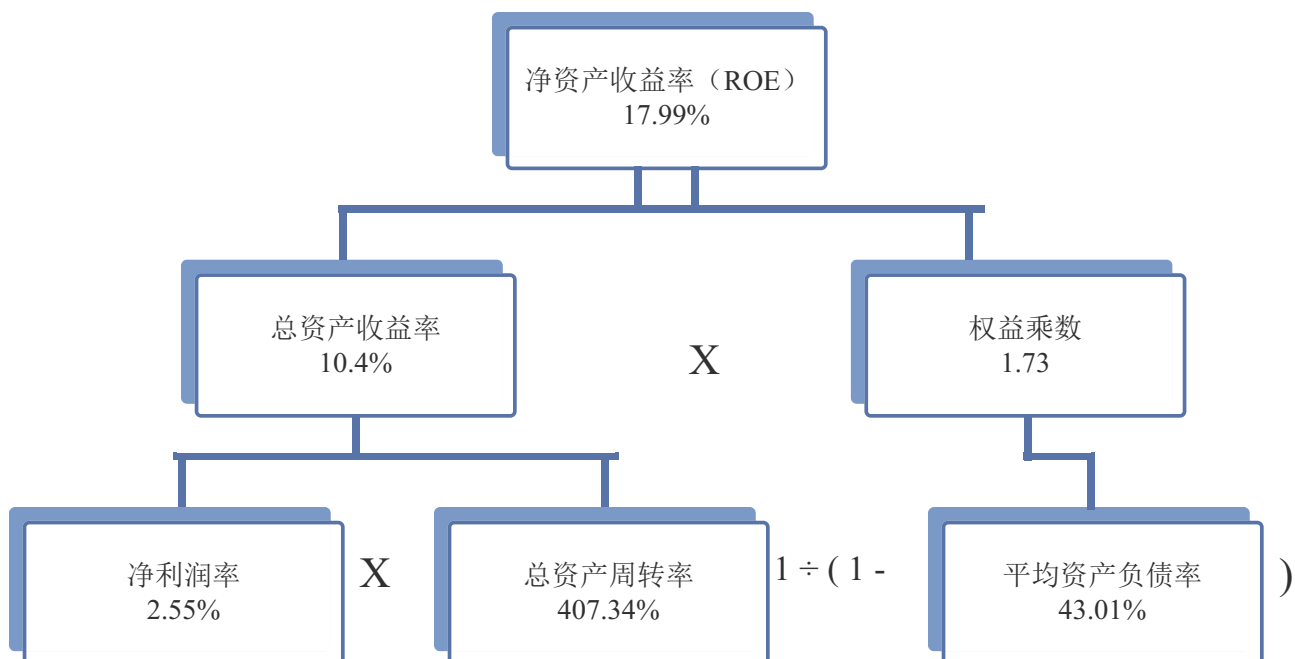 净资产收益率（ROE）
17.99%
总资产收益率
10.4%
X
权益乘数
1.73
净利润率
2.55%
X
总资产周转率
407.34%
1 ÷ ( 1 -
平均资产负债率
43.01%
)